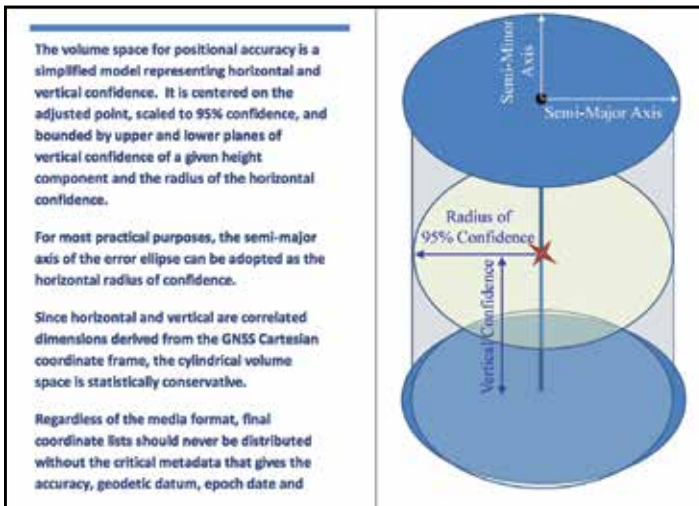 The volume space for positional accuracy is a
simplified model representing horizontal and
vertical confidence.  It is centered on the
adjusted point, scaled to 95% confidence, and
bounded by upper and lower planes of
vertical confidence of a given height
component and the radius of the horizontal
confidence.
For most practical purposes, the semi-major
axis of the error ellipse can be adopted as the
horizontal radius of confidence.
Since horizontal and vertical are correlated
dimensions derived from the GNSS Cartesian
coordinate frame, the cylindrical volume
space is statistically conservative.
Regardless of the media format, final
coordinate lists should never be distributed
without the critical metadata that gives the
accuracy, geodetic datum, epoch date and
Semi-Minor
Axis
Semi-Major Axis
Radius of
95% Confidence
Vertical Confidence